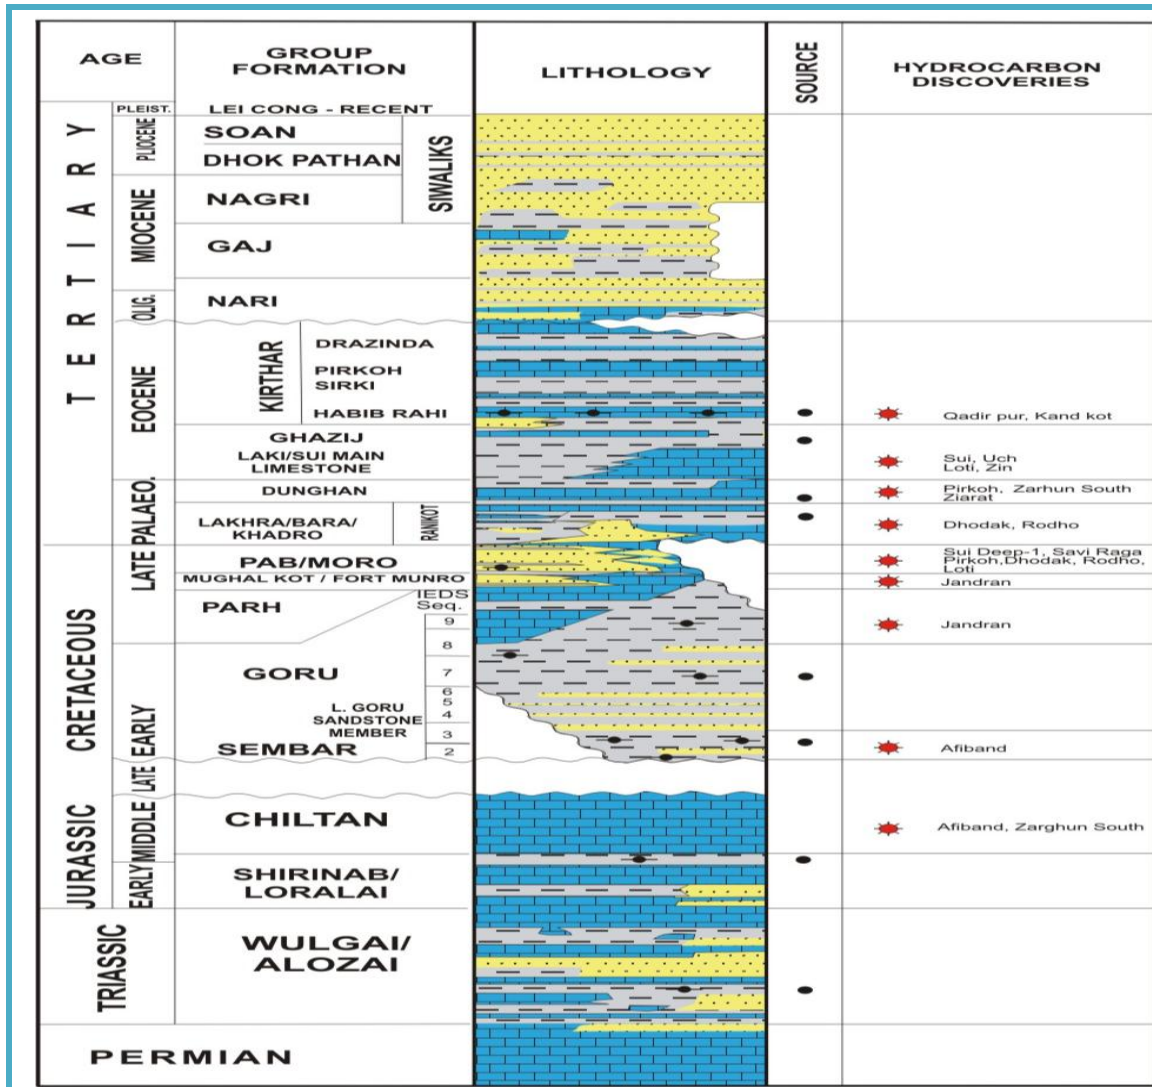 AGE
GROUP
FORMATION
LITHOLOGY
SOURCE
HYDROCARBON
DISCOVERIES
TERTIARY
PLEIST.
LEI CONG - RECENT
PLIOCENE
SOAN
DHOK PATHAN
SIWALIKS
MIOCENE
NAGRI
GAJ
OLIG.
NARI
EOCENE
KIRTHAR
DRAZINDA
PIRKOH
SIRKI
HABIB RAHI
Qadir pur, Kand kot
GHAZIJ
LAKI/SUI MAIN
LIMESTONE
Sui, Uch
Loti, Zin
PALAEO.
DUNGHAN
Pirkoh, Zarhun South
Ziarat
LAKHRA/BARA/
KHADRO
RANIKOT
Dhodak, Rodho
CRETACEOUS
LATE
PAB/MORO
Sui Deep-1, Savi Raga
Pirkoh,Dhodak, Rodho,
Loti
MUGHAL KOT / FORT MUNRO
Jandran
PARH
IEDS
Seq.
9
Jandran
EARLY
8
GORU
7
6
5
4
L. GORU
SANDSTONE
MEMBER
3
SEMBAR
2
Afiband
JURASSIC
LATE
MIDDLE
CHILTAN
Afiband, Zarghun South
EARLY
SHIRINAB/
LORALAI
TRIASSIC
WULGAI/
ALOZAI
PERMIAN